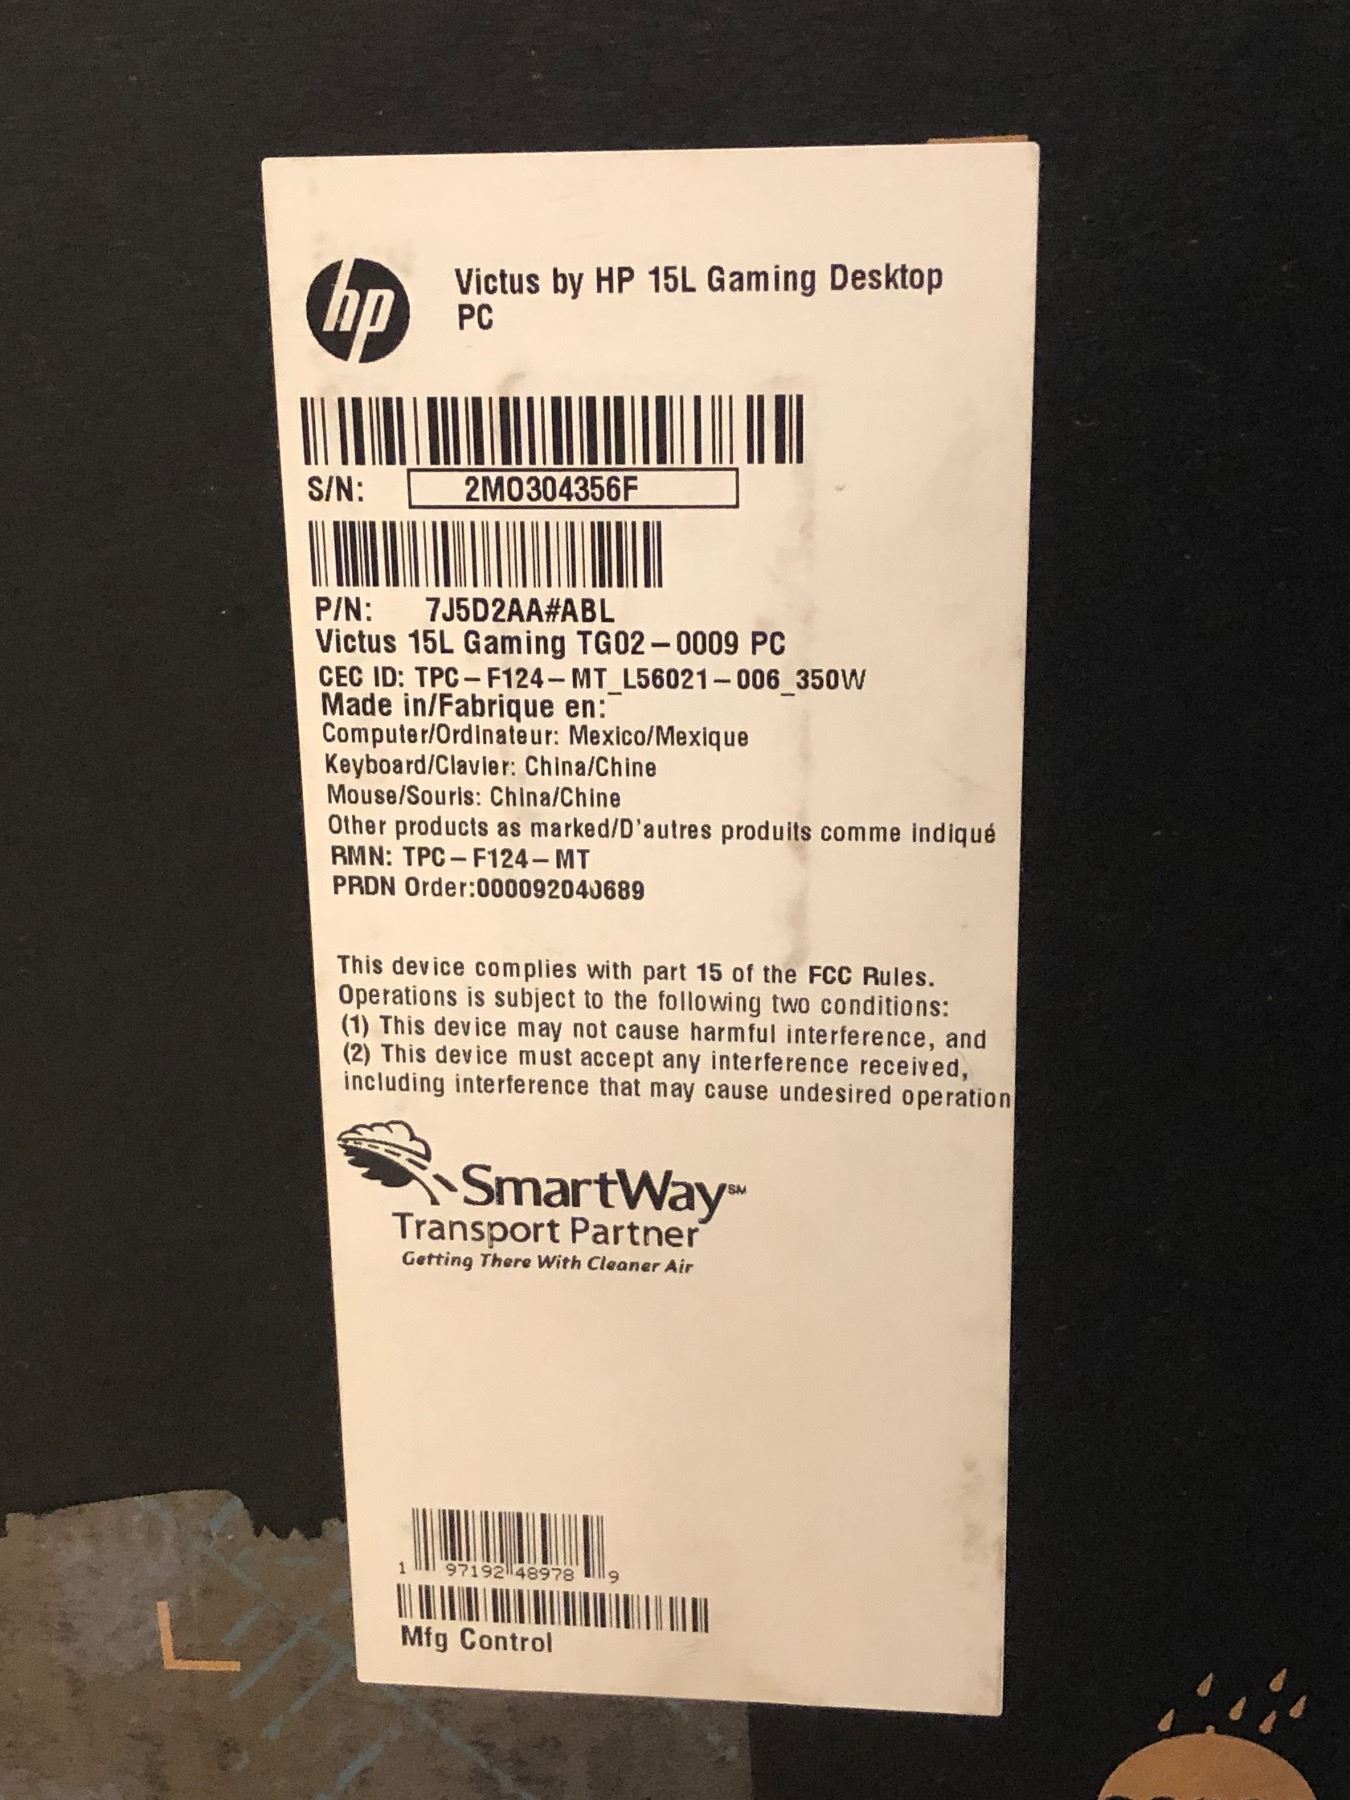 hp
Victus by HP 15L Gaming Desktop
PC
S/N: 2MO304356F
P/N: 7J5D2AA#ABL
Victus 15L Gaming TG02-0009 PC
CEC ID: TPC-F124-MT_L56021-006_350W
Made in/Fabrique en:
Computer/Ordinateur: Mexico/Mexique
Keyboard/Clavier: China/Chine
Mouse/Souris: China/Chine
Other products as marked/D'autres produits comme indiqué
RMN: TPC-F124-MT
PRDN Order:000092040689
This device complies with part 15 of the FCC Rules.
Operations is subject to the following two conditions:
(1) This device may not cause harmful interference, and
(2) This device must accept any interference received,
including interference that may cause undesired operation
SmartWay SM
Transport Partner
Getting There With Cleaner Air
1 97192 48978 9
Mfg Control